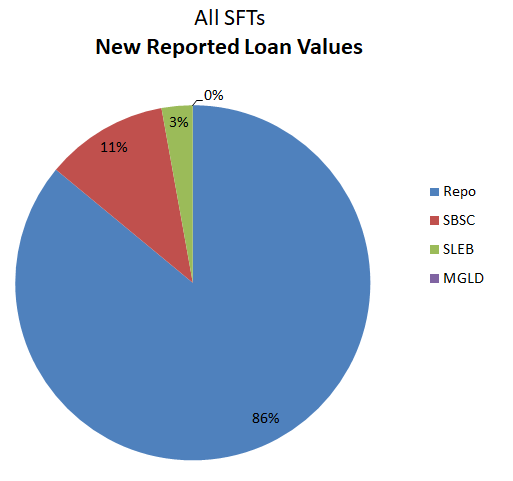 All SFTs
New Reported Loan Values
0%
3%
11%
Repo
SBSC
SLEB
MGLD
86%